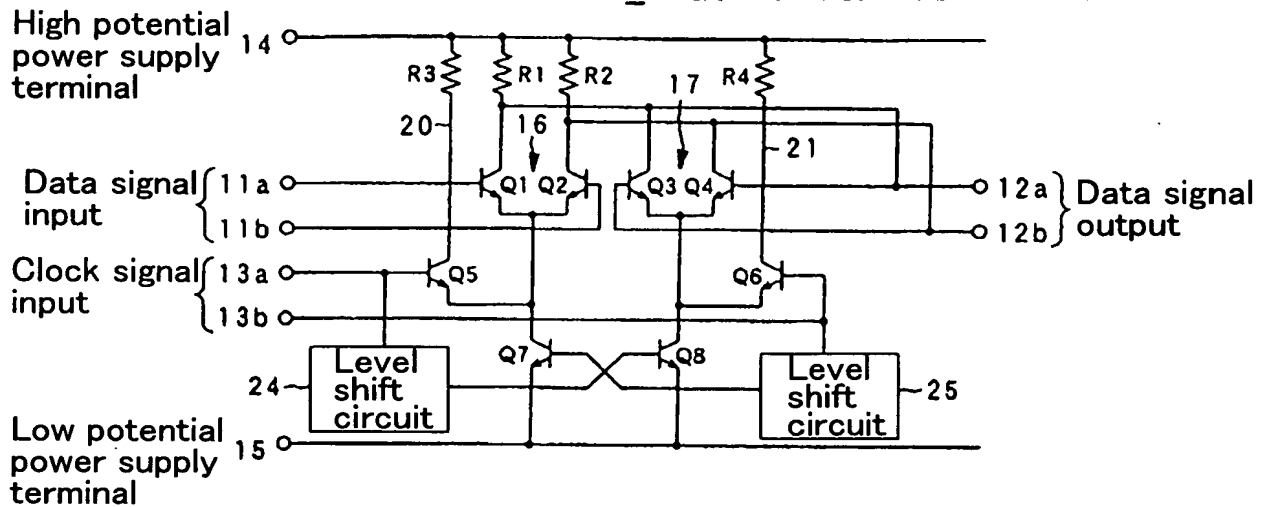 High potential
power supply
terminal
14
R3
R1
R2
R4
17
20
16
21
Data signal
input
11a
11b
Q1
Q2
Q3
Q4
12a
12b
Data signal
output
Clock signal
input
13a
13b
Q5
Q6
Q7
Q8
24
Level
shift
circuit
Level
shift
circuit
25
Low potential
power supply
terminal
15